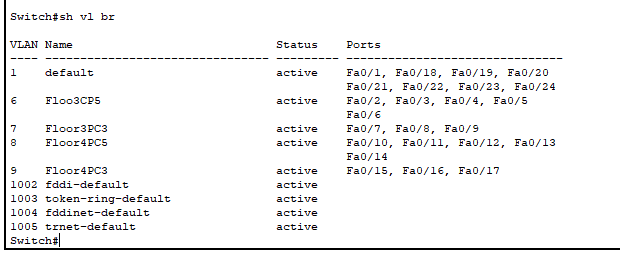 Switch#sh vl br
VLAN Name                             Status    Ports
---- -------------------------------- --------- -------------------------------
1    default                          active    Fa0/1, Fa0/18, Fa0/19, Fa0/20
                                                Fa0/21, Fa0/22, Fa0/23, Fa0/24
6    Floo3CP5                         active    Fa0/2, Fa0/3, Fa0/4, Fa0/5
                                                Fa0/6
7    Floor3PC3                        active    Fa0/7, Fa0/8, Fa0/9
8    Floor4PC5                        active    Fa0/10, Fa0/11, Fa0/12, Fa0/13
                                                Fa0/14
9    Floor4PC3                        active    Fa0/15, Fa0/16, Fa0/17
1002 fddi-default                     active
1003 token-ring-default               active
1004 fddinet-default                  active
1005 trnet-default                    active
Switch#